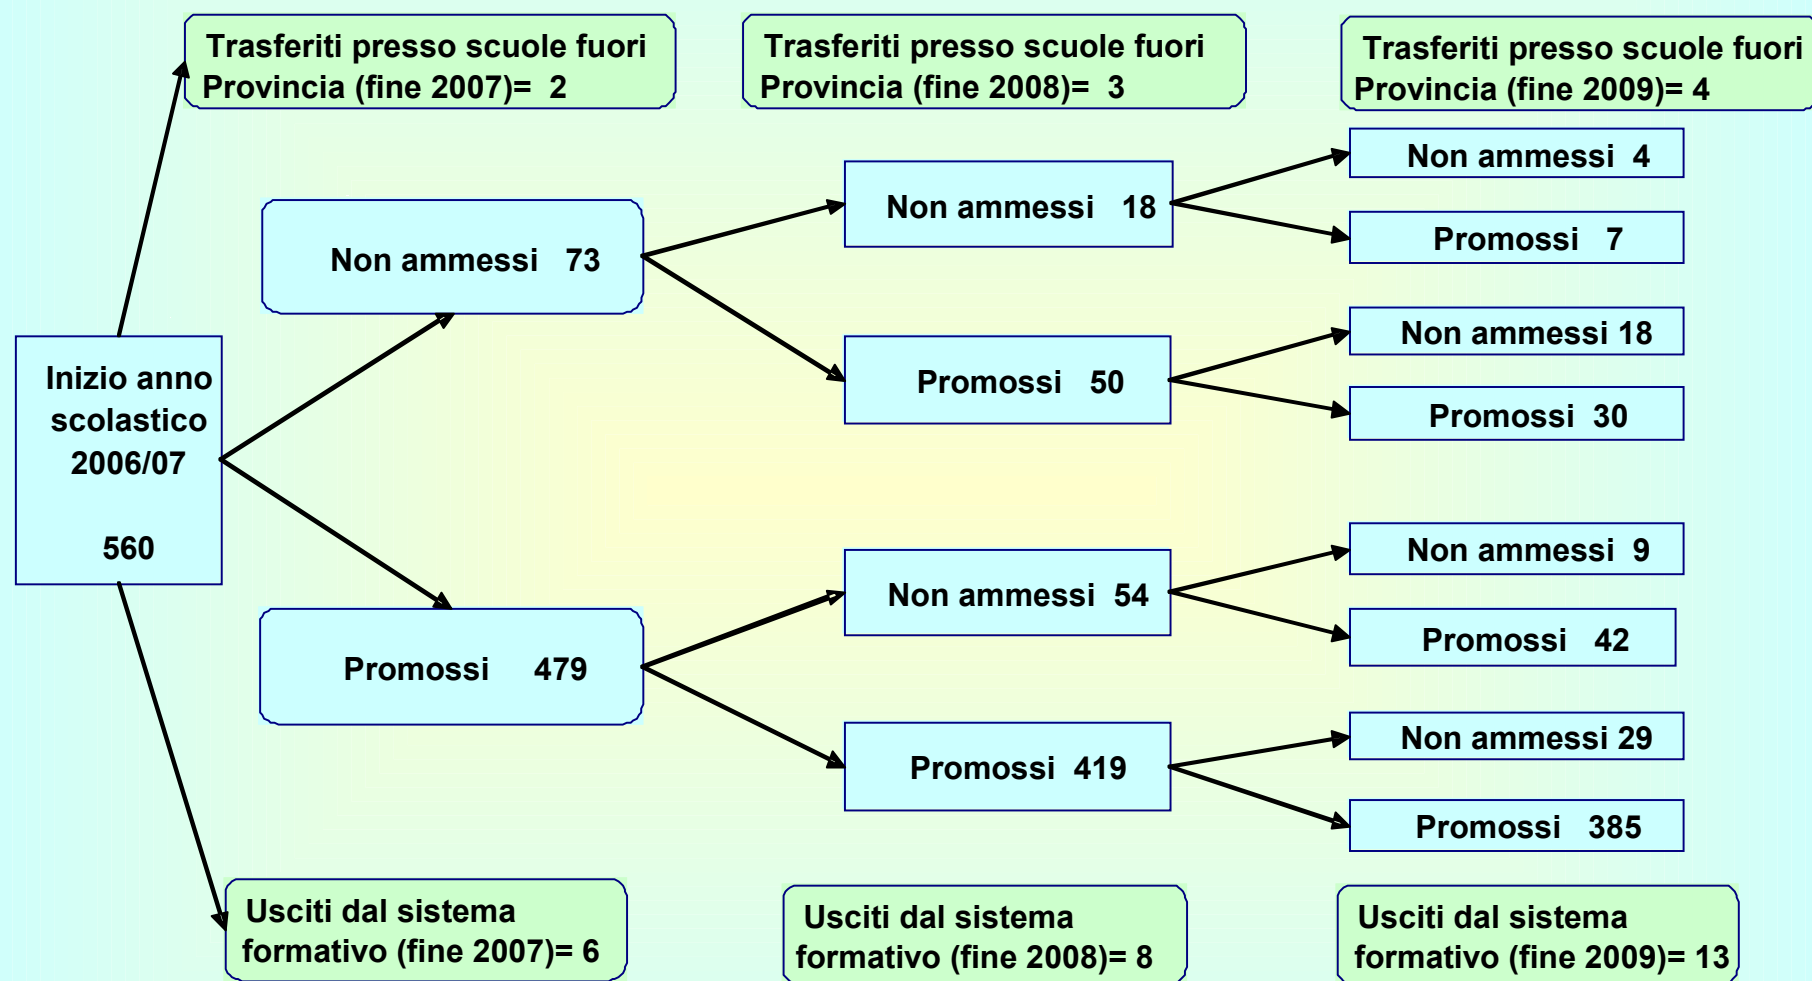 Trasferiti presso scuole fuori
Provincia (fine 2007)= 2
Trasferiti presso scuole fuori
Provincia (fine 2008)= 3
Trasferiti presso scuole fuori
Provincia (fine 2009)= 4
Inizio anno
scolastico
2006/07
560
Non ammessi 73
Promossi 479
Non ammessi 18
Promossi 50
Non ammessi 54
Promossi 419
Non ammessi 4
Promossi 7
Non ammessi 18
Promossi 30
Non ammessi 9
Promossi 42
Non ammessi 29
Promossi 385
Usciti dal sistema
formativo (fine 2007)= 6
Usciti dal sistema
formativo (fine 2008)= 8
Usciti dal sistema
formativo (fine 2009)= 13